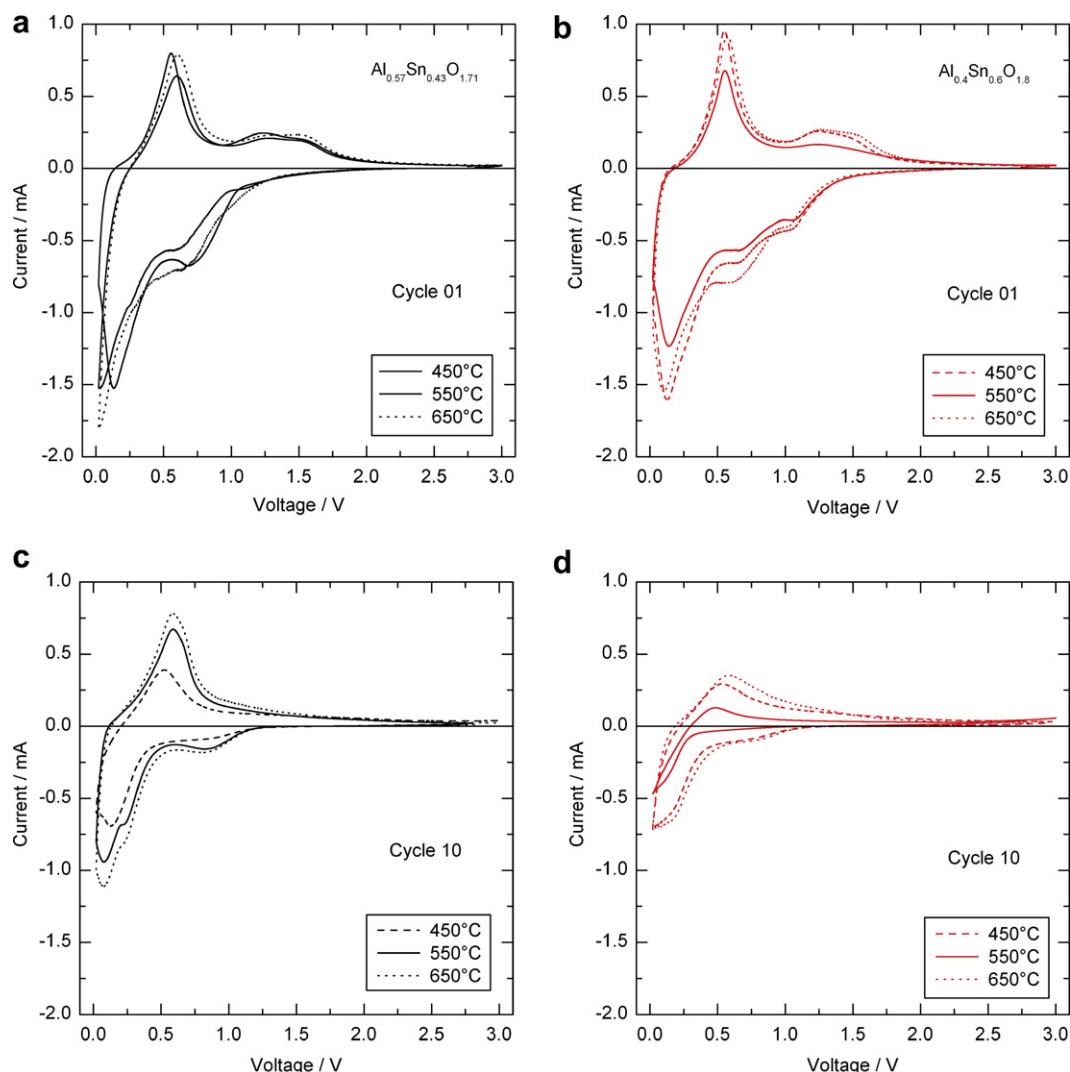 a
Al0.57Sn0.43O1.71
Current / mA
1.0
0.5
0.0
-0.5
-1.0
-1.5
-2.0
Cycle 01
450°C
550°C
650°C
0.0 0.5 1.0 1.5 2.0 2.5 3.0
Voltage / V
b
Al0.4Sn0.6O1.8
Current / mA
1.0
0.5
0.0
-0.5
-1.0
-1.5
-2.0
Cycle 01
450°C
550°C
650°C
0.0 0.5 1.0 1.5 2.0 2.5 3.0
Voltage / V
c
Current / mA
1.0
0.5
0.0
-0.5
-1.0
-1.5
-2.0
Cycle 10
450°C
550°C
650°C
0.0 0.5 1.0 1.5 2.0 2.5 3.0
Voltage / V
d
Current / mA
1.0
0.5
0.0
-0.5
-1.0
-1.5
-2.0
Cycle 10
450°C
550°C
650°C
0.0 0.5 1.0 1.5 2.0 2.5 3.0
Voltage / V